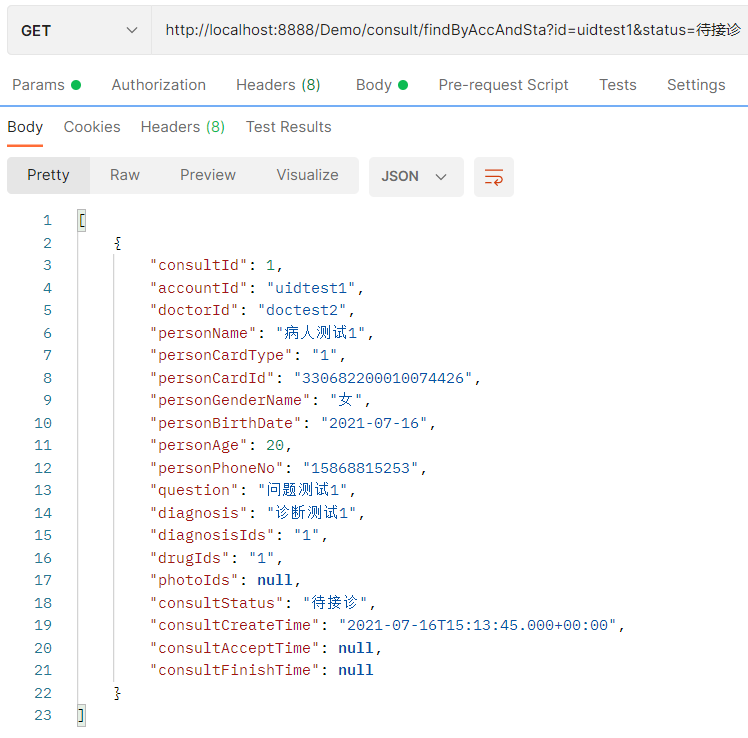 GET http://localhost:8888/Demo/consult/findByAccAndSta?id=uidtest1&status=待接诊
Params Authorization Headers (8) Body Pre-request Script Tests Settings
Body Cookies Headers (8) Test Results
Pretty Raw Preview Visualize JSON
1 [
2 {
3 "consultId": 1,
4 "accountId": "uidtest1",
5 "doctorId": "doctest2",
6 "personName": "病人测试1",
7 "personCardType": "1",
8 "personCardId": "330682200010074426",
9 "personGenderName": "女",
10 "personBirthDate": "2021-07-16",
11 "personAge": 20,
12 "personPhoneNo": "15868815253",
13 "question": "问题测试1",
14 "diagnosis": "诊断测试1",
15 "diagnosisIds": "1",
16 "drugIds": "1",
17 "photoIds": null,
18 "consultStatus": "待接诊",
19 "consultCreateTime": "2021-07-16T15:13:45.000+00:00",
20 "consultAcceptTime": null,
21 "consultFinishTime": null
22 }
23 ]